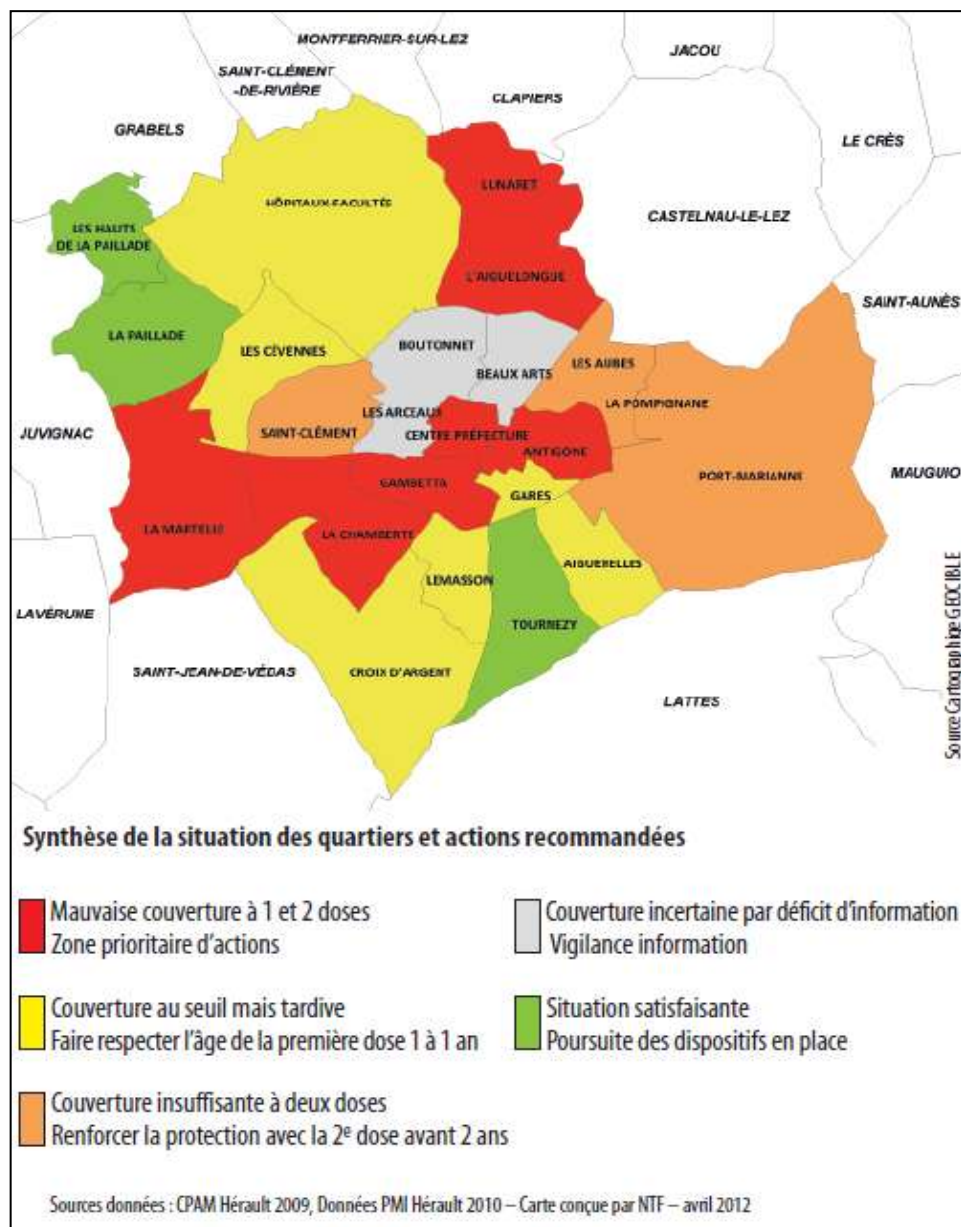 MONTFERRIER-SUR-LEZ
JACOU
SAINT-CLÉMENT
-DE-RIVIÈRE
CLAPIERS
GRABELS
LE CRÈS
LUNARET
HÔPITAUX-FACULTÉS
CASTELNAU-LE-LEZ
LES HAUTS
DE LA PAILLADE
L'AIGUELONGUE
SAINT-AUNÈS
LA PAILLADE
BOUTONNET
LES CÉVENNES
LES AUBES
BEAUX ARTS
LA POMPIGNANE
LES ARCEAUX
JUVIGNAC
SAINT-CLÉMENT
CENTRE PRÉFECTURE
ANTIGONE
MAUGUIO
PORT-MARIANNE
GAMBETTA
GARES
LA MARTELLE
LA CHAMBERTE
AIGUERELLES
LEMASSON
LAVÉRUNE
TOURNEZY
SAINT-JEAN-DE-VÉDAS
CROIX D'ARGENT
LATTES
Source Cartographique GEOCIBLE
Synthèse de la situation des quartiers et actions recommandées
Mauvaise couverture à 1 et 2 doses
Zone prioritaire d'actions
Couverture incertaine par déficit d'information
Vigilance information
Couverture au seuil mais tardive
Faire respecter l'âge de la première dose 1 à 1 an
Situation satisfaisante
Poursuite des dispositifs en place
Couverture insuffisante à deux doses
Renforcer la protection avec la 2e dose avant 2 ans
Sources données : CPAM Hérault 2009, Données PMI Hérault 2010 – Carte conçue par NTF – avril 2012